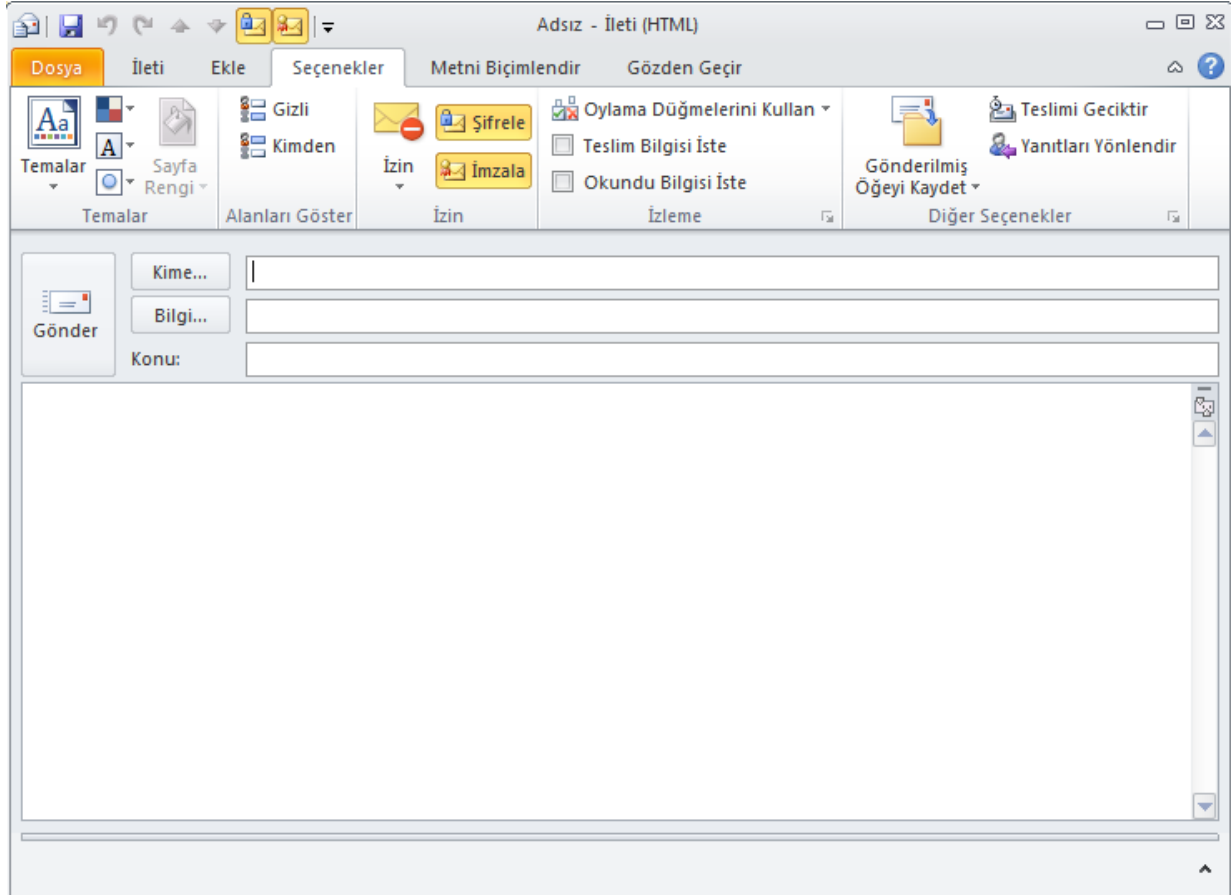 Adsız - İleti (HTML)
Dosya İleti Ekle Seçenekler Metni Biçimlendir Gözden Geçir
Aa
Temalar
A
Sayfa
Rengi
Temalar
Gizli
Kimden
Alanları Göster
İzin
Şifrele
İmzala
İzin
Oylama Düğmelerini Kullan
Teslim Bilgisi İste
Okundu Bilgisi İste
İzleme
Gönderilmiş
Öğeyi Kaydet
Teslimi Geciktir
Yanıtları Yönlendir
Diğer Seçenekler
Gönder
Kime...
Bilgi...
Konu: